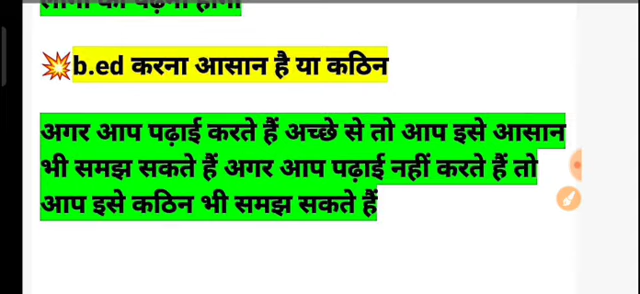 💥b.ed करना आसान है या कठिन
अगर आप पढ़ाई करते हैं अच्छे से तो आप इसे आसान
भी समझ सकते हैं अगर आप पढ़ाई नहीं करते हैं तो
आप इसे कठिन भी समझ सकते हैं